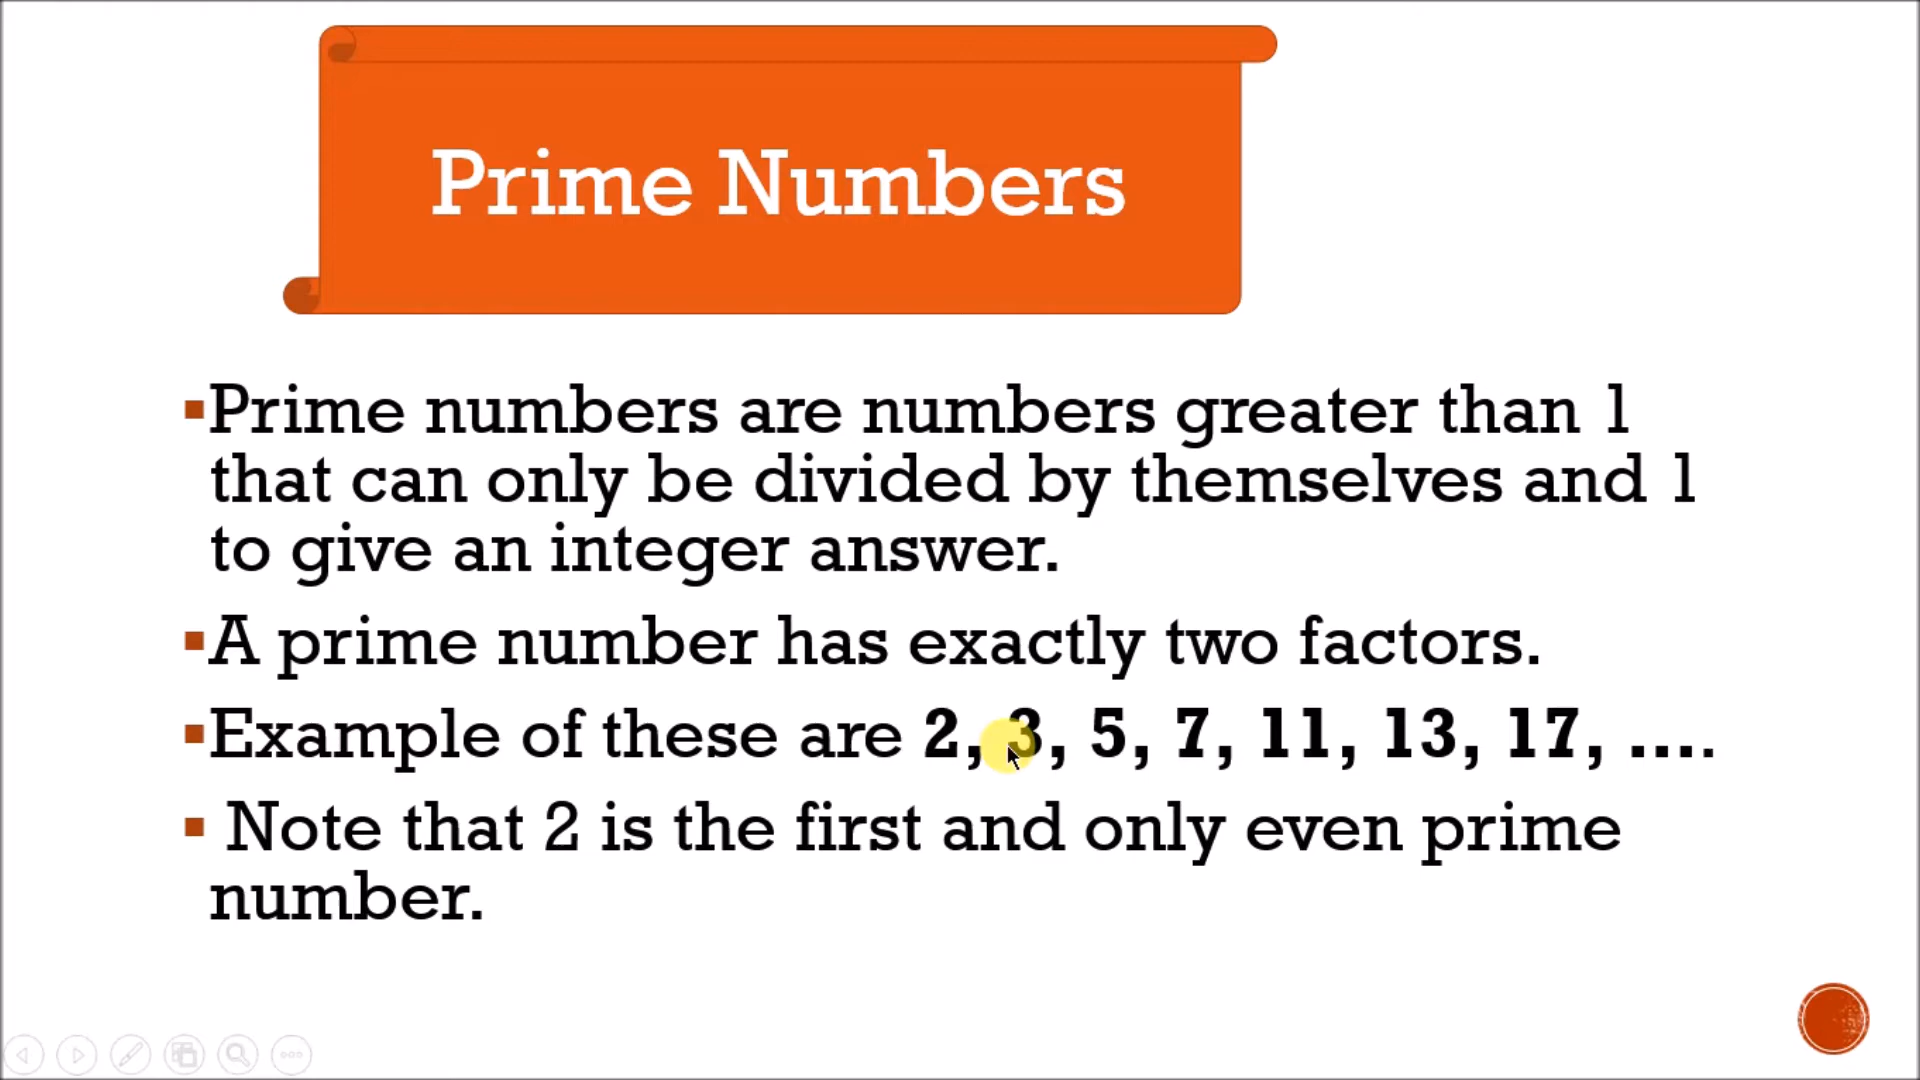 Prime Numbers
▪Prime numbers are numbers greater than 1
that can only be divided by themselves and 1
to give an integer answer.
▪A prime number has exactly two factors.
▪Example of these are 2, 3, 5, 7, 11, 13, 17, ....
▪ Note that 2 is the first and only even prime
number.